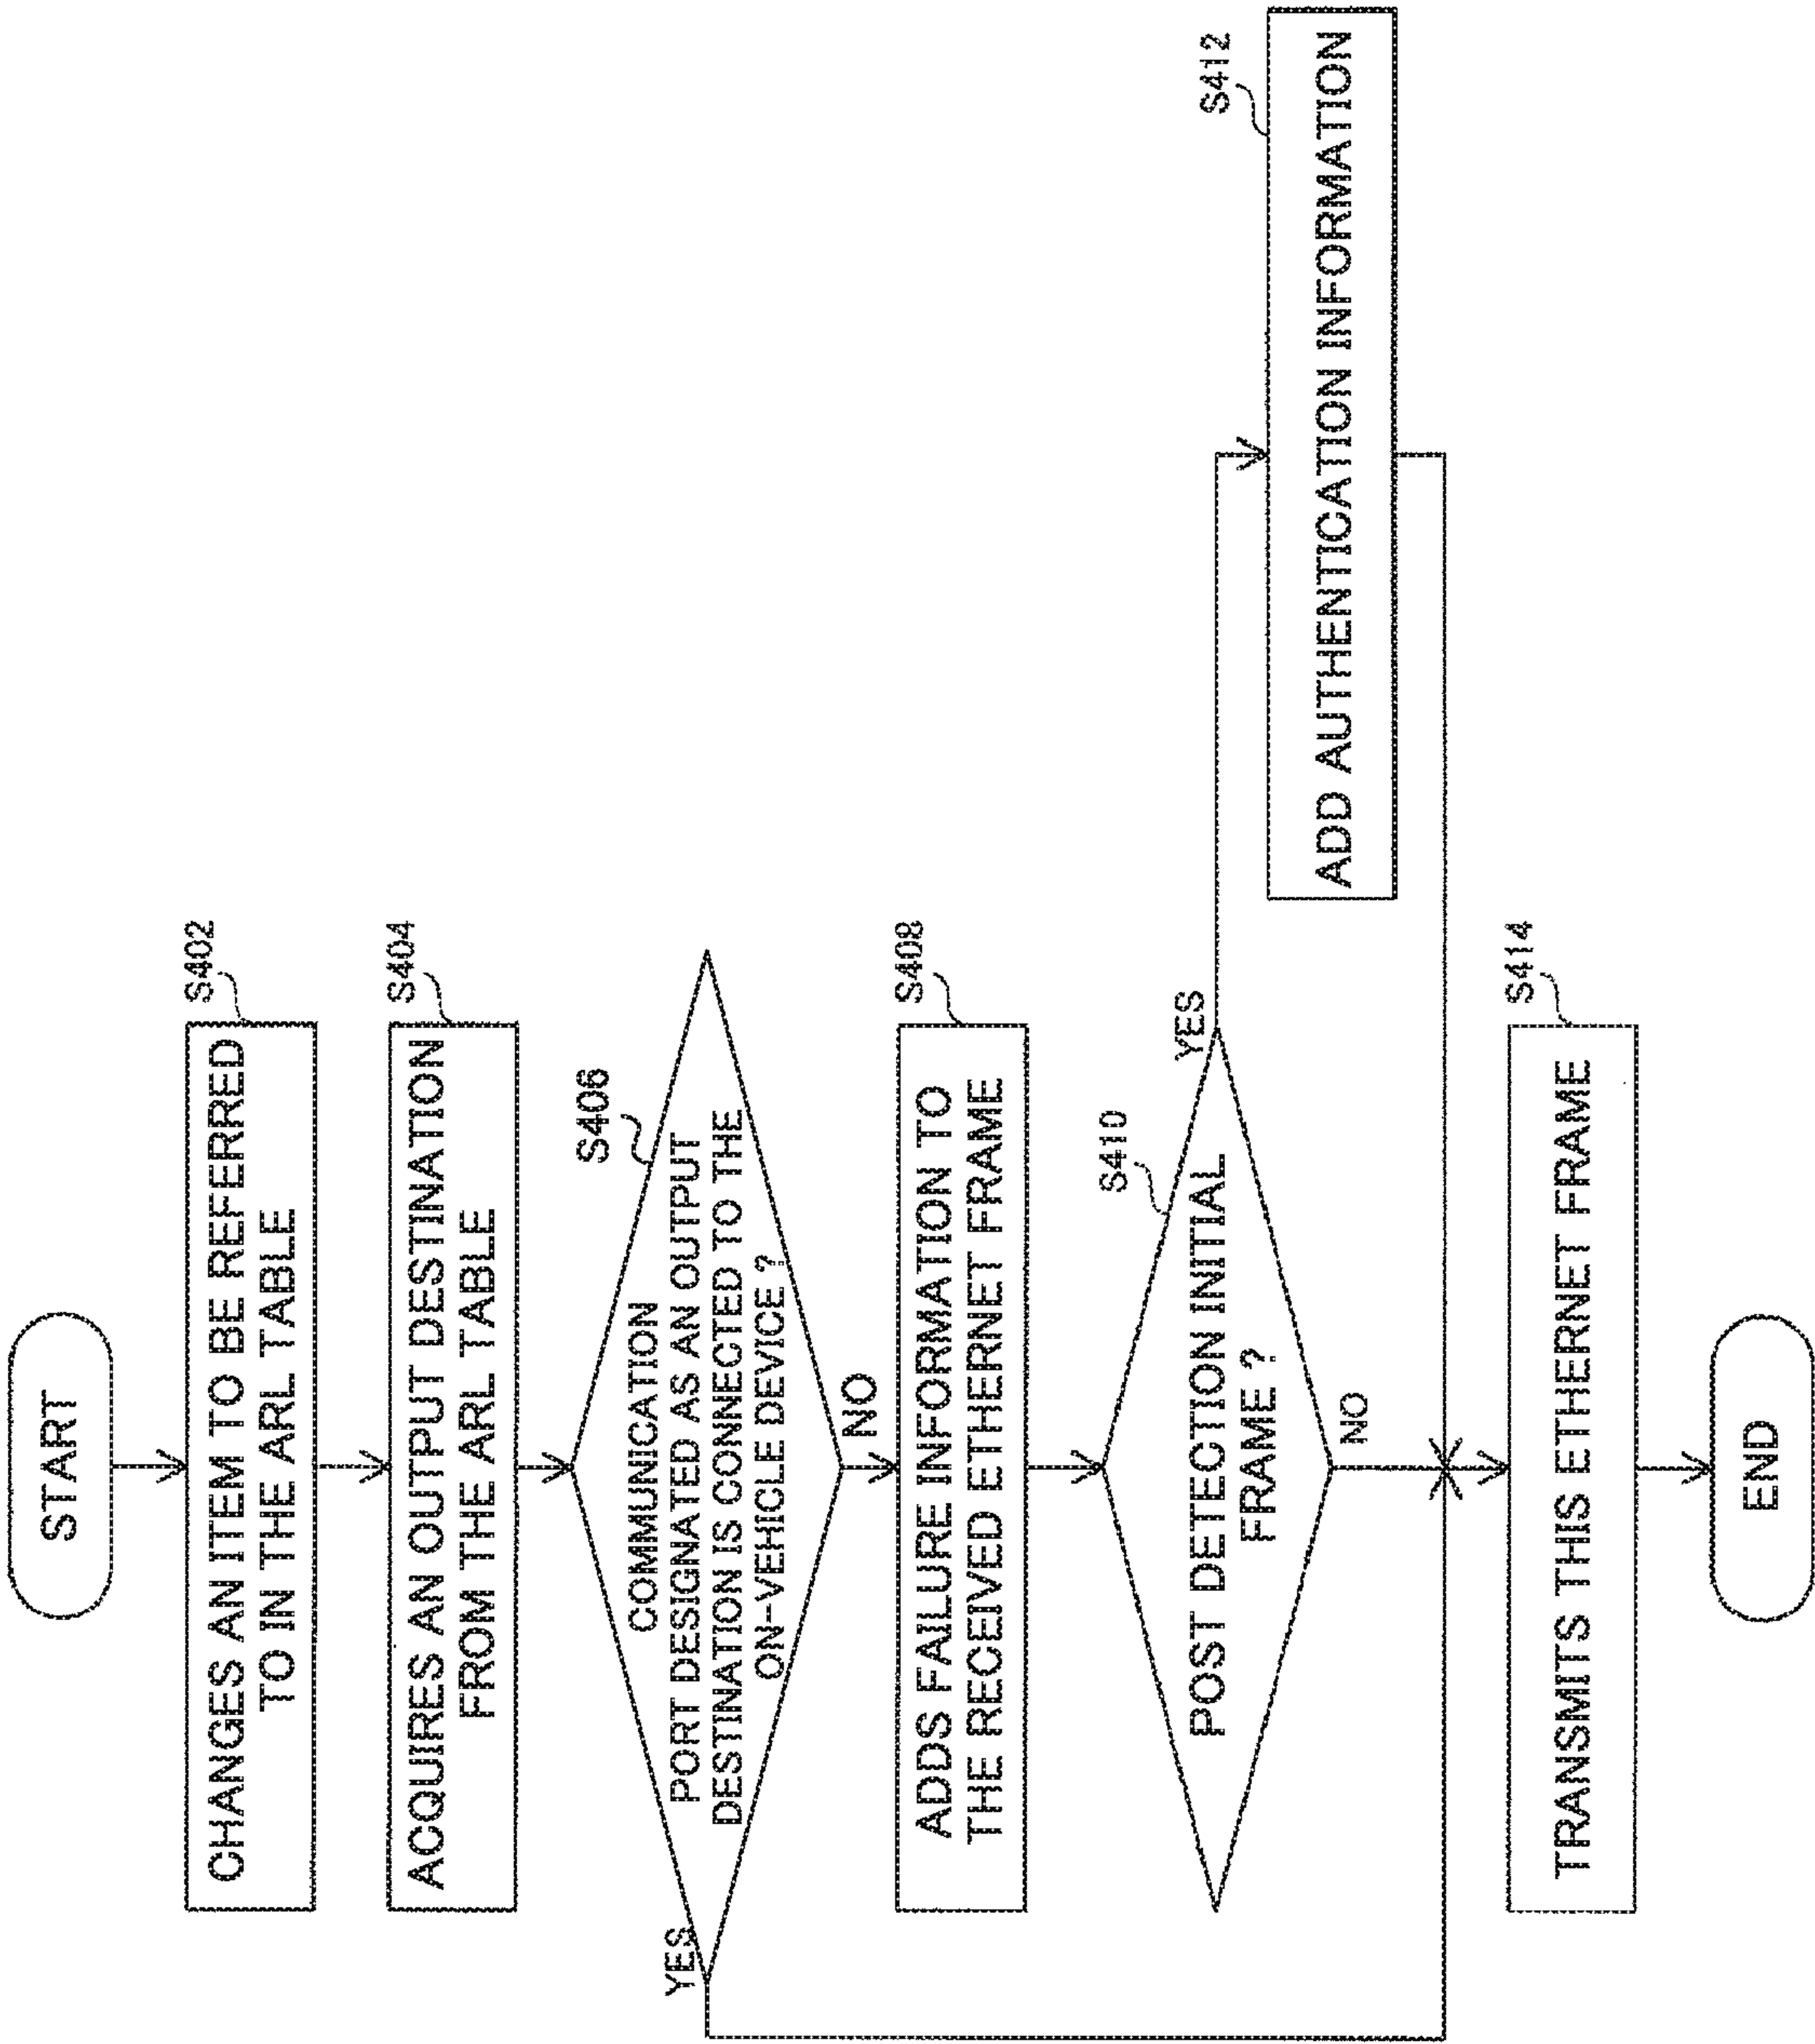 START
S402
CHANGES AN ITEM TO BE REFERRED
TO IN THE ARL TABLE
S404
ACQUIRES AN OUTPUT DESTINATION
FROM THE ARL TABLE
S406
COMMUNICATION
PORT DESIGNATED AS AN OUTPUT
DESTINATION IS CONNECTED TO THE
ON-VEHICLE DEVICE ?
YES
NO
S408
ADDS FAILURE INFORMATION TO
THE RECEIVED ETHERNET FRAME
S410
POST DETECTION INITIAL
FRAME ?
YES
NO
S412
ADD AUTHENTICATION INFORMATION
S414
TRANSMITS THIS ETHERNET FRAME
END